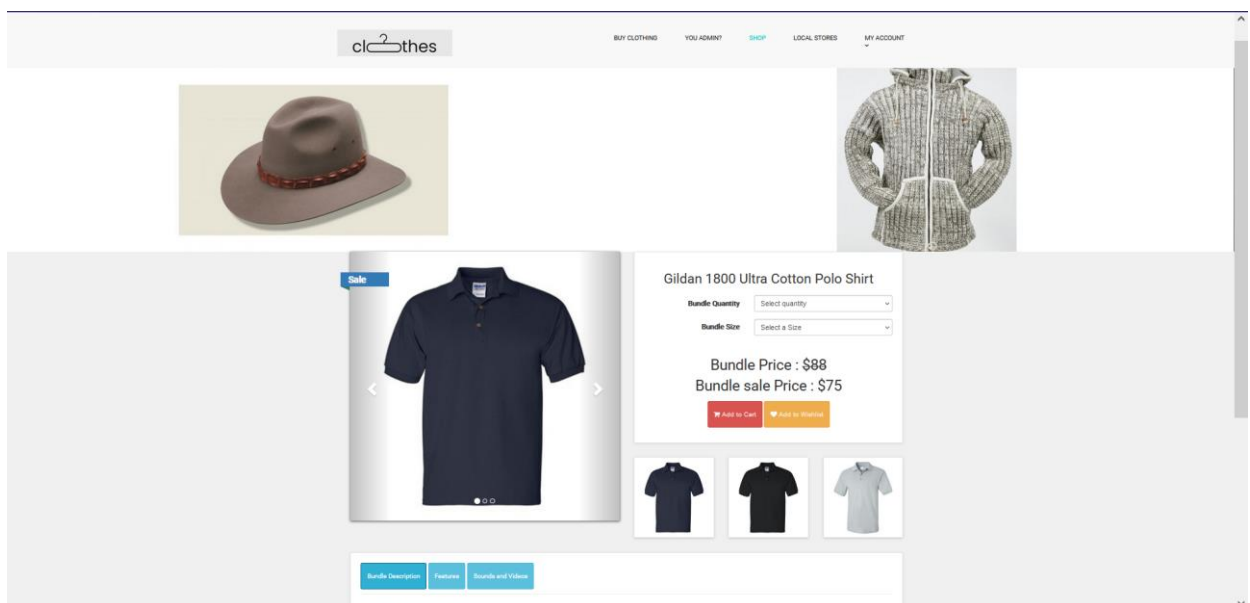 clothes
BUY CLOTHING YOU ADMIN? SHOP LOCAL STORES MY ACCOUNT
Sale
Gildan 1800 Ultra Cotton Polo Shirt
Bundle Quantity Select quantity
Bundle Size Select a Size
Bundle Price : $88
Bundle sale Price : $75
Add to Cart Add to Wishlist
Bundle Description Features Sounds and Videos